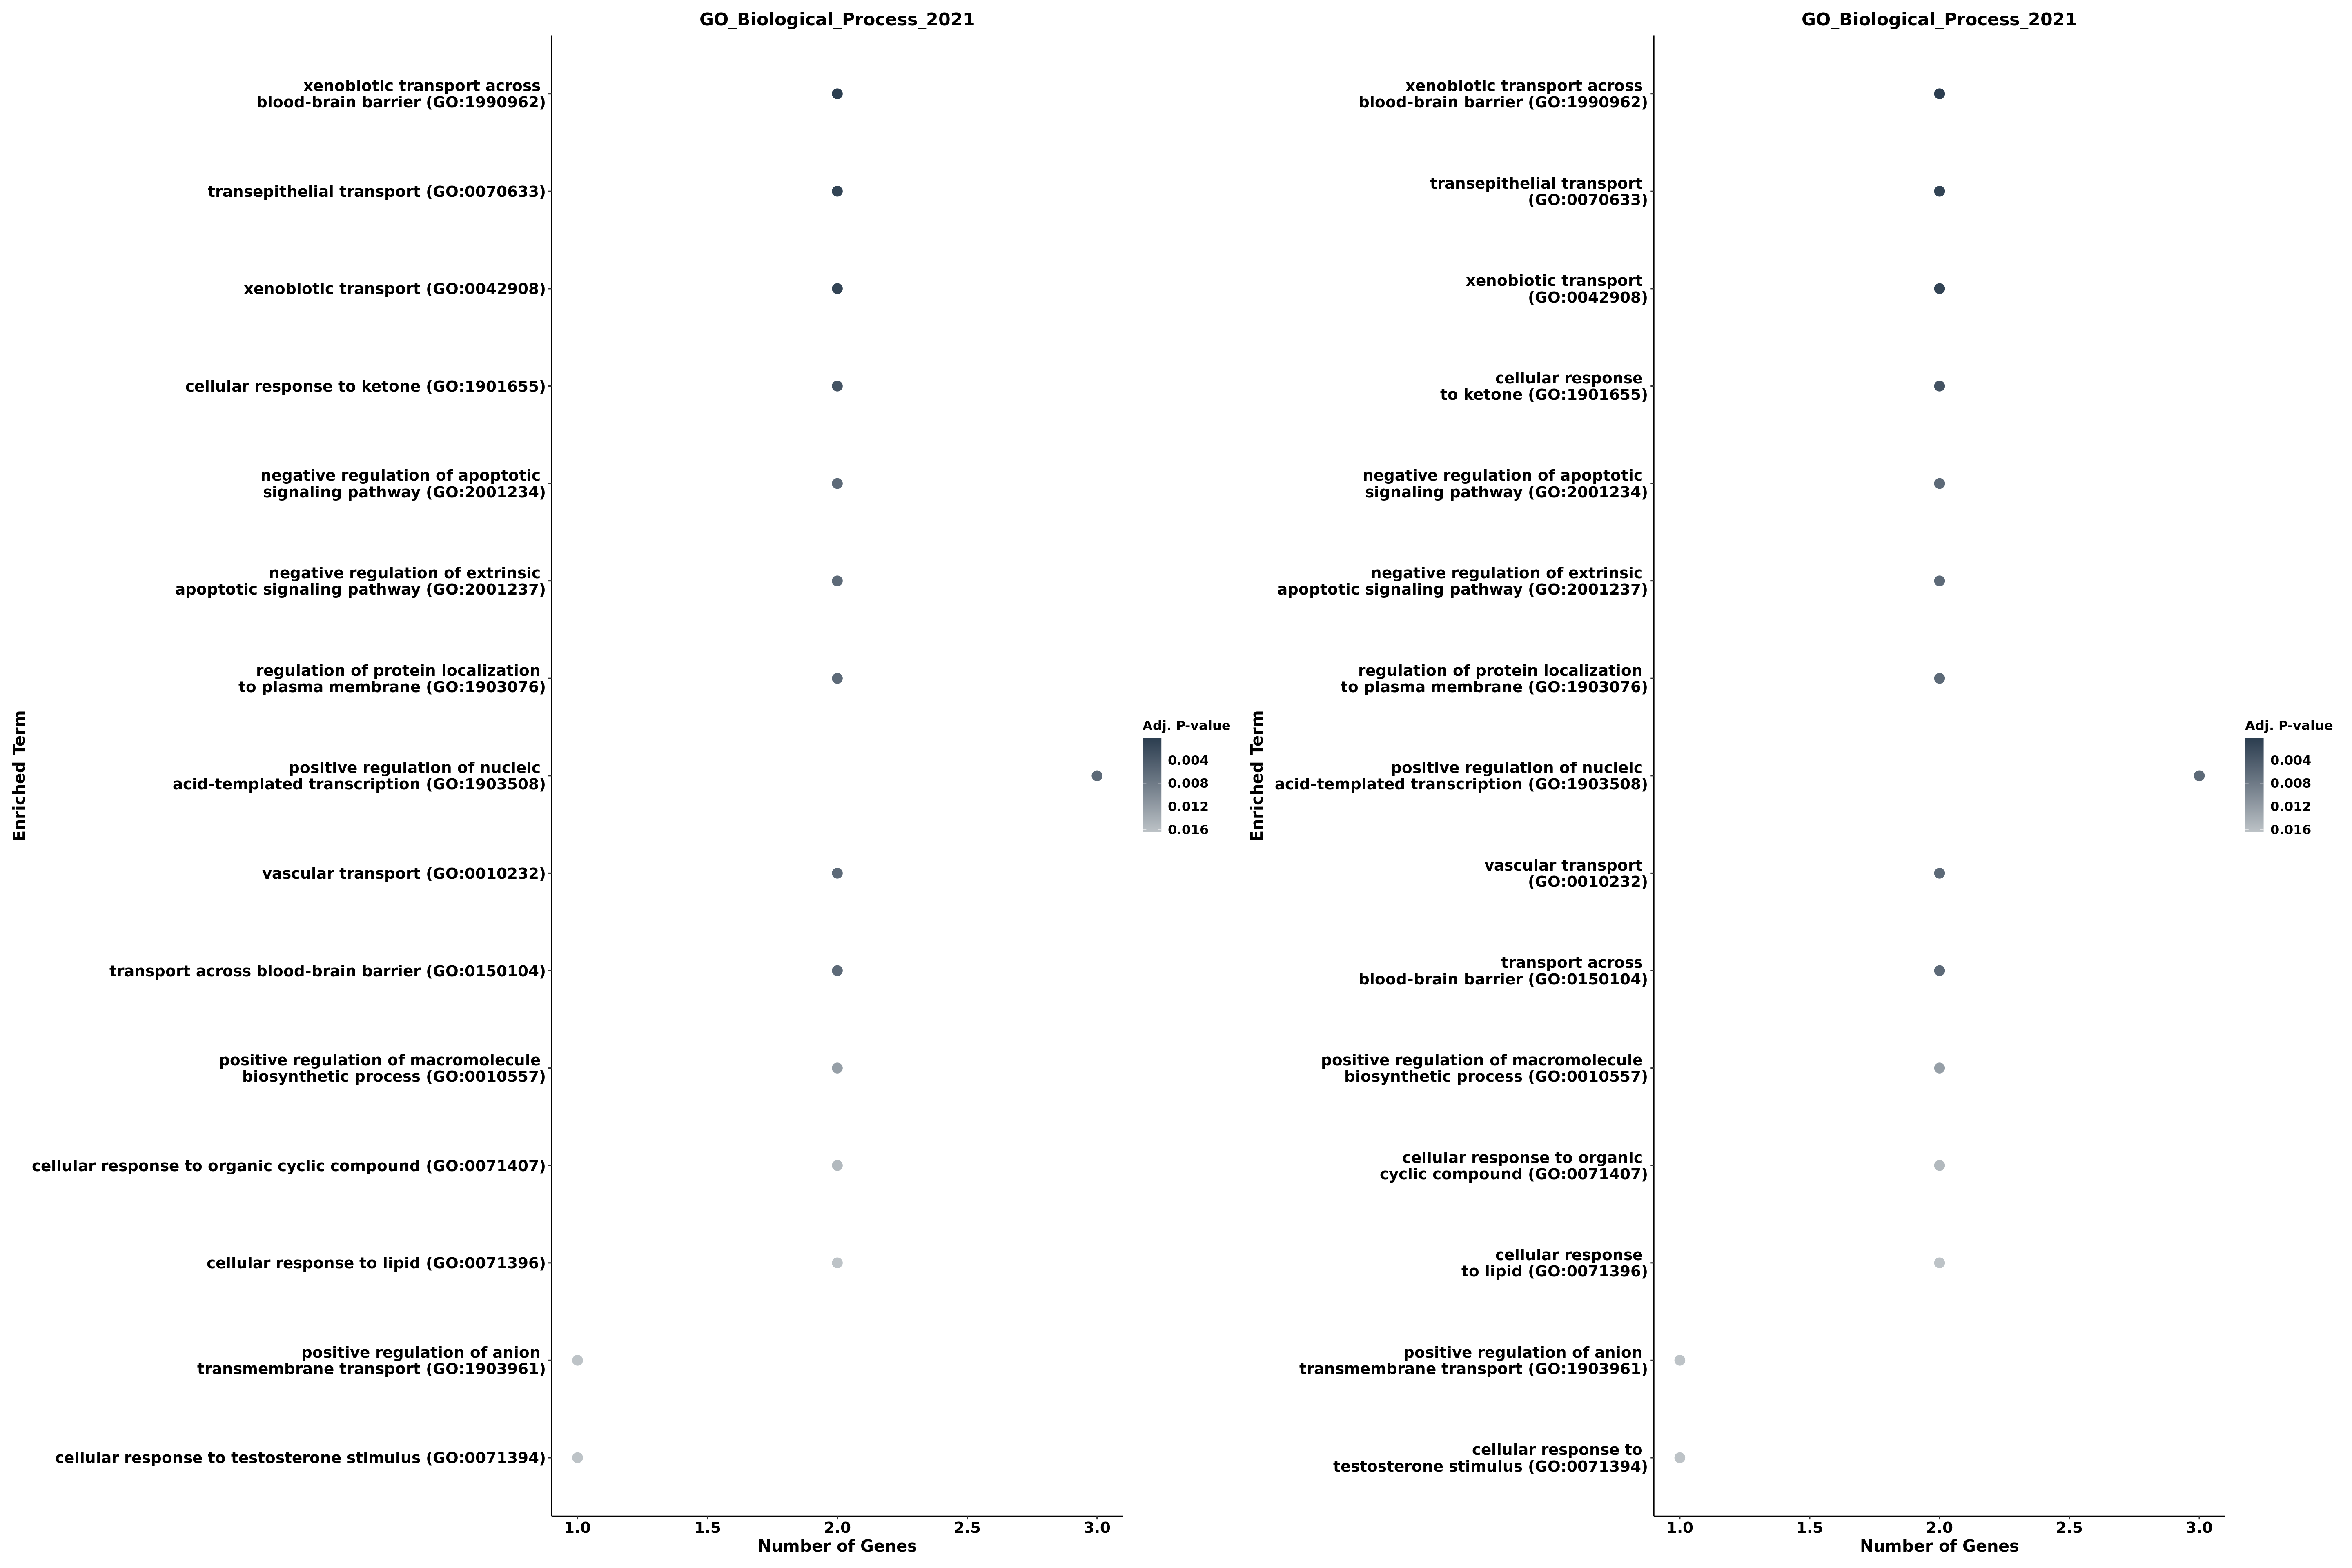 GO_Biological_Process_2021
xenobiotic transport across
blood-brain barrier (GO:1990962)
transepithelial transport (GO:0070633)
xenobiotic transport (GO:0042908)
cellular response to ketone (GO:1901655)
negative regulation of apoptotic
signaling pathway (GO:2001234)
negative regulation of extrinsic
apoptotic signaling pathway (GO:2001237)
regulation of protein localization
to plasma membrane (GO:1903076)
positive regulation of nucleic
acid-templated transcription (GO:1903508)
vascular transport (GO:0010232)
transport across blood-brain barrier (GO:0150104)
positive regulation of macromolecule
biosynthetic process (GO:0010557)
cellular response to organic cyclic compound (GO:0071407)
cellular response to lipid (GO:0071396)
positive regulation of anion
transmembrane transport (GO:1903961)
cellular response to testosterone stimulus (GO:0071394)
Enriched Term
1.0 1.5 2.0 2.5 3.0
Number of Genes
Adj. P-value
0.004
0.008
0.012
0.016
GO_Biological_Process_2021
xenobiotic transport across
blood-brain barrier (GO:1990962)
transepithelial transport
(GO:0070633)
xenobiotic transport
(GO:0042908)
cellular response
to ketone (GO:1901655)
negative regulation of apoptotic
signaling pathway (GO:2001234)
negative regulation of extrinsic
apoptotic signaling pathway (GO:2001237)
regulation of protein localization
to plasma membrane (GO:1903076)
positive regulation of nucleic
acid-templated transcription (GO:1903508)
vascular transport
(GO:0010232)
transport across
blood-brain barrier (GO:0150104)
positive regulation of macromolecule
biosynthetic process (GO:0010557)
cellular response to organic
cyclic compound (GO:0071407)
cellular response
to lipid (GO:0071396)
positive regulation of anion
transmembrane transport (GO:1903961)
cellular response to
testosterone stimulus (GO:0071394)
Enriched Term
1.0 1.5 2.0 2.5 3.0
Number of Genes
Adj. P-value
0.004
0.008
0.012
0.016